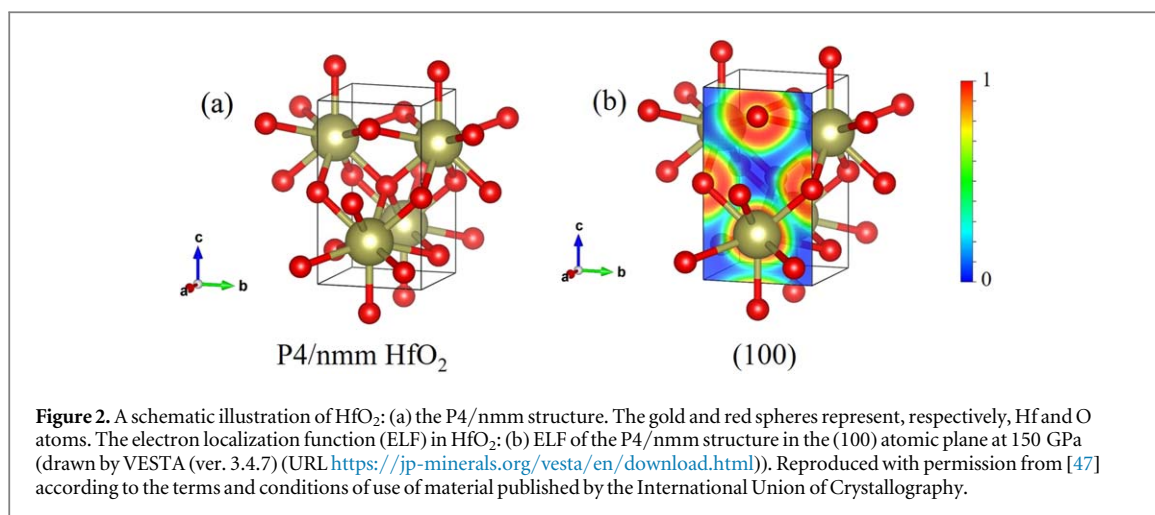 (a)
(b)
1
0
c
a
b
c
a
b
P4/nmm HfO₂
(100)
Figure 2. A schematic illustration of HfO₂: (a) the P4/nmm structure. The gold and red spheres represent, respectively, Hf and O
atoms. The electron localization function (ELF) in HfO₂: (b) ELF of the P4/nmm structure in the (100) atomic plane at 150 GPa
(drawn by VESTA (ver. 3.4.7) (URL https://jp-minerals.org/vesta/en/download.html)). Reproduced with permission from [47]
according to the terms and conditions of use of material published by the International Union of Crystallography.